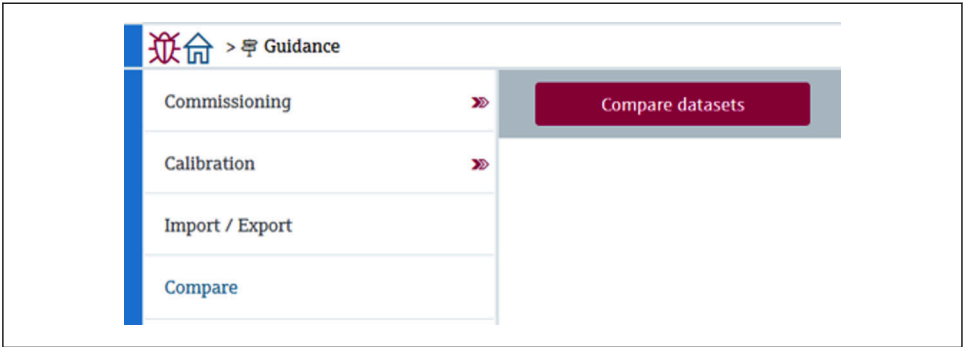 > Guidance
Commissioning
Compare datasets
Calibration
Import / Export
Compare